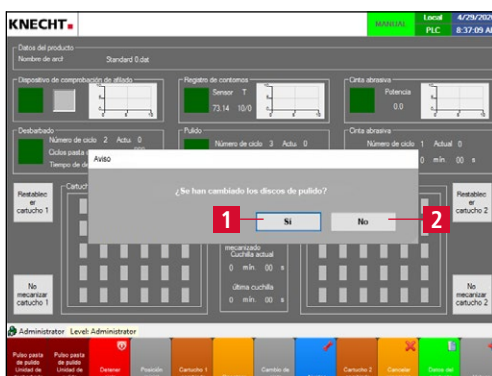 KNECHT
MANUAL
Local
PLC
4/29/202
8:37:09 A
Datos del producto
Nombre de arch
Standard 0.dat
Dispositivo de comprobación de afilado
Registro de contornos
Sensor T
73.14 10/0
Cinta abrasiva
Potencia
0.0
Desbarbado
Número de ciclo 2 Actu. 0
Ciclos pasta d
Tiempo de de
Pulido
Número de ciclo 3 Actu. 0
Cinta abrasiva
Número de ciclo 1 Actual 0
0 mín. 00 s
Aviso
¿Se han cambiado los discos de pulido?
1
Sí
No
2
Restablec
er
cartucho 1
Cartuch
Restablec
er
cartucho 2
mecanizado
Cuchilla actual
0 mín. 00 s
última cuchilla
0 mín. 00 s
No
mecanizar
cartucho 1
No
mecanizar
cartucho 2
Administrator Level: Administrator
Pulso pasta
de pulido
Unidad de
Pulso pasta
de pulido
Unidad de
Detener
Posición
Cartucho 1
Cambio de
Cartucho 2
Cancelar
Datos del